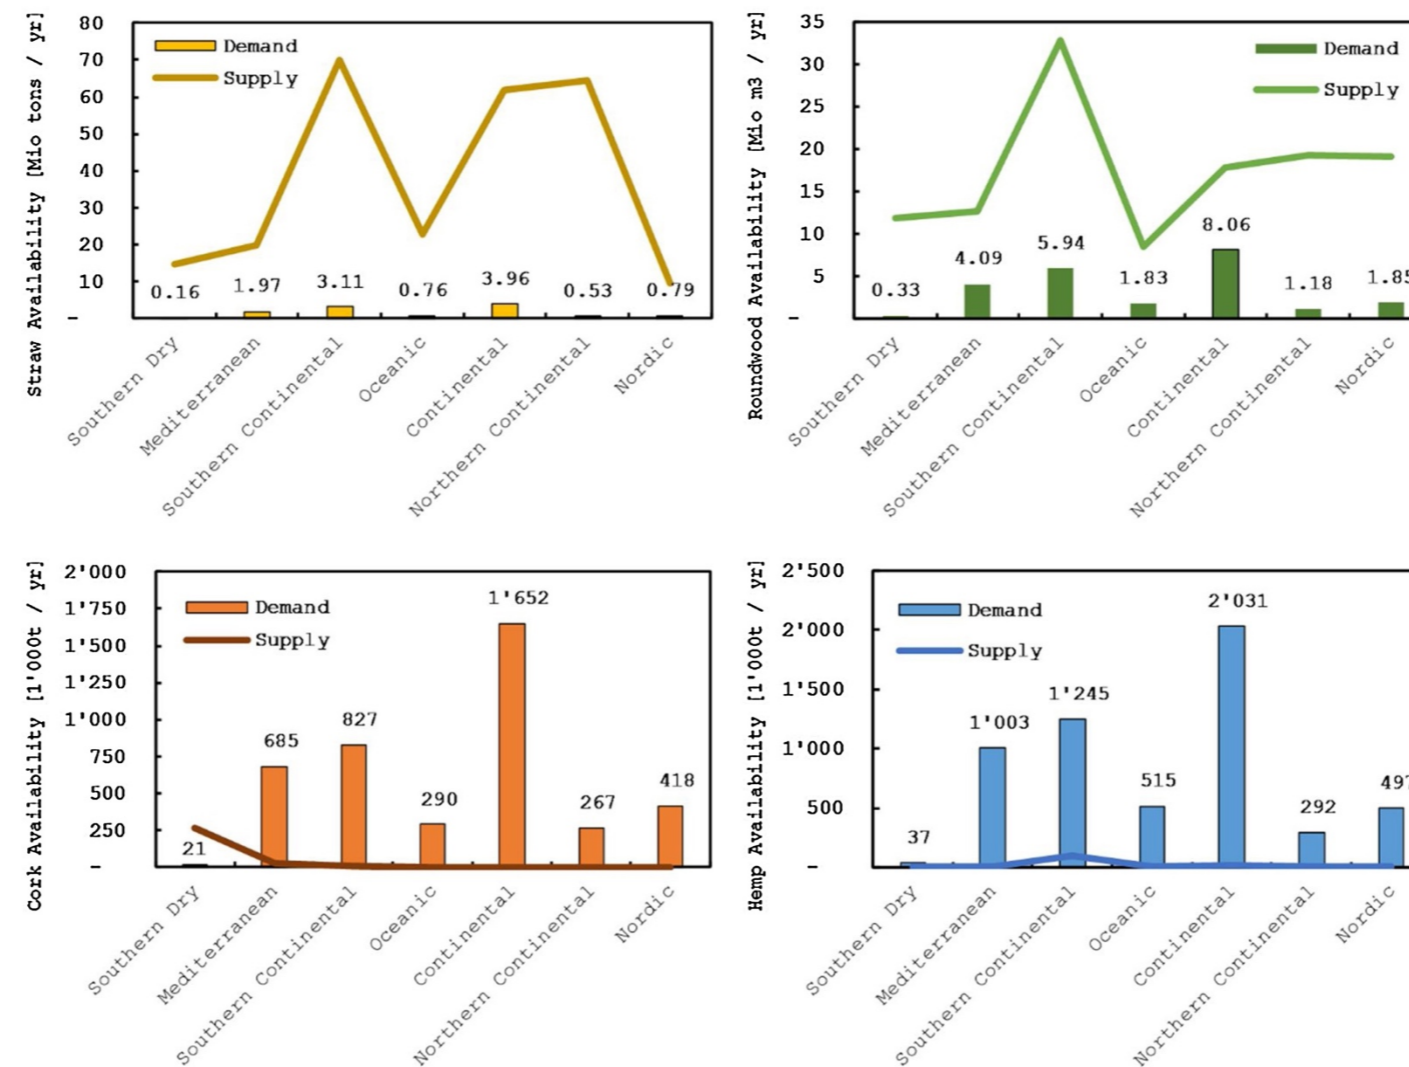 Straw Availability [Mio tons / yr]
80
70
60
50
40
30
20
10
–
Demand
Supply
0.16
1.97
3.11
0.76
3.96
0.53
0.79
Southern Dry
Mediterranean
Southern Continental
Oceanic
Continental
Northern Continental
Nordic
Roundwood Availability [Mio m3 / yr]
35
30
25
20
15
10
5
–
Demand
Supply
0.33
4.09
5.94
1.83
8.06
1.18
1.85
Southern Dry
Mediterranean
Southern Continental
Oceanic
Continental
Northern Continental
Nordic
Cork Availability [1'000t / yr]
2'000
1'750
1'500
1'250
1'000
750
500
250
–
Demand
Supply
21
685
827
290
1'652
267
418
Southern Dry
Mediterranean
Southern Continental
Oceanic
Continental
Northern Continental
Nordic
Hemp Availability [1'000t / yr]
2'500
2'000
1'500
1'000
500
–
Demand
Supply
37
1'003
1'245
515
2'031
292
497
Southern Dry
Mediterranean
Southern Continental
Oceanic
Continental
Northern Continental
Nordic